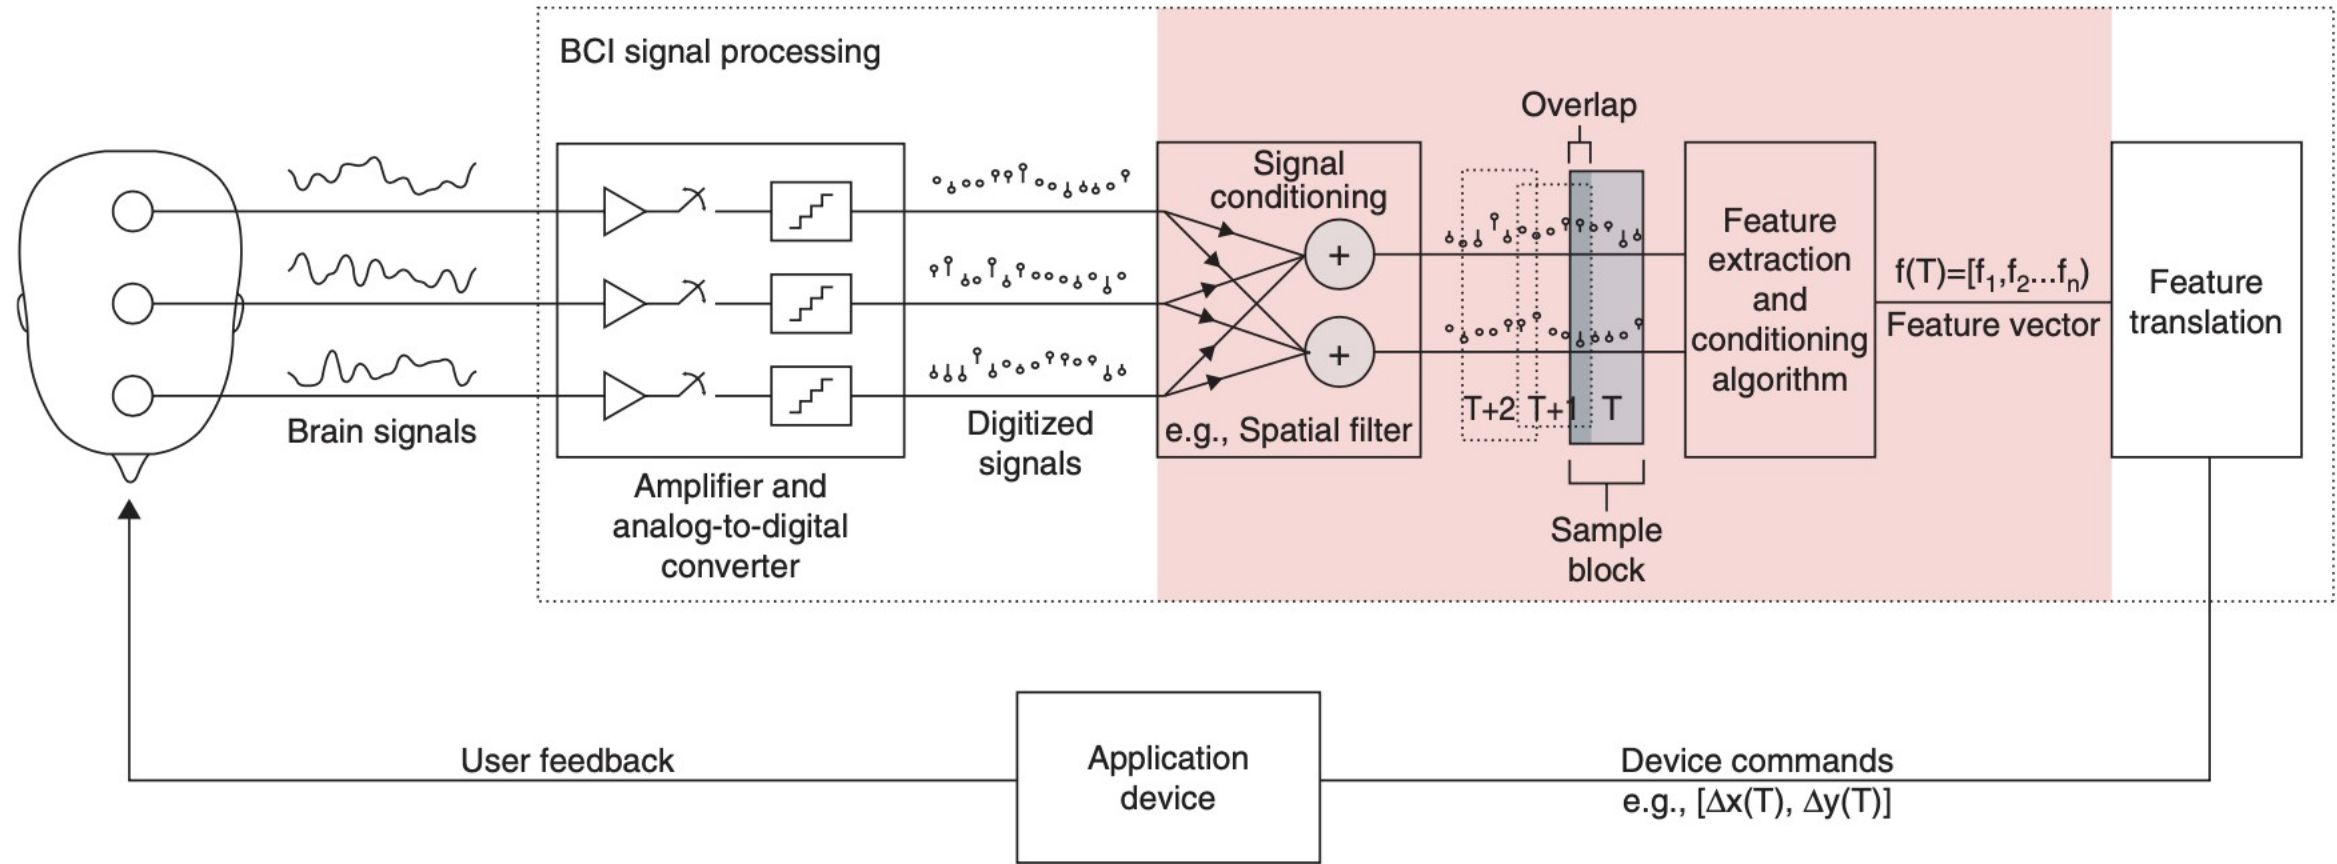 BCI signal processing
Brain signals
Amplifier and
analog-to-digital
converter
Digitized
signals
Signal
conditioning
+
+
e.g., Spatial filter
Overlap
T+2
T+1
T
Sample
block
Feature
extraction
and
conditioning
algorithm
f(T)=[f1,f2...fn)
Feature vector
Feature
translation
User feedback
Application
device
Device commands
e.g., [Δx(T), Δy(T)]